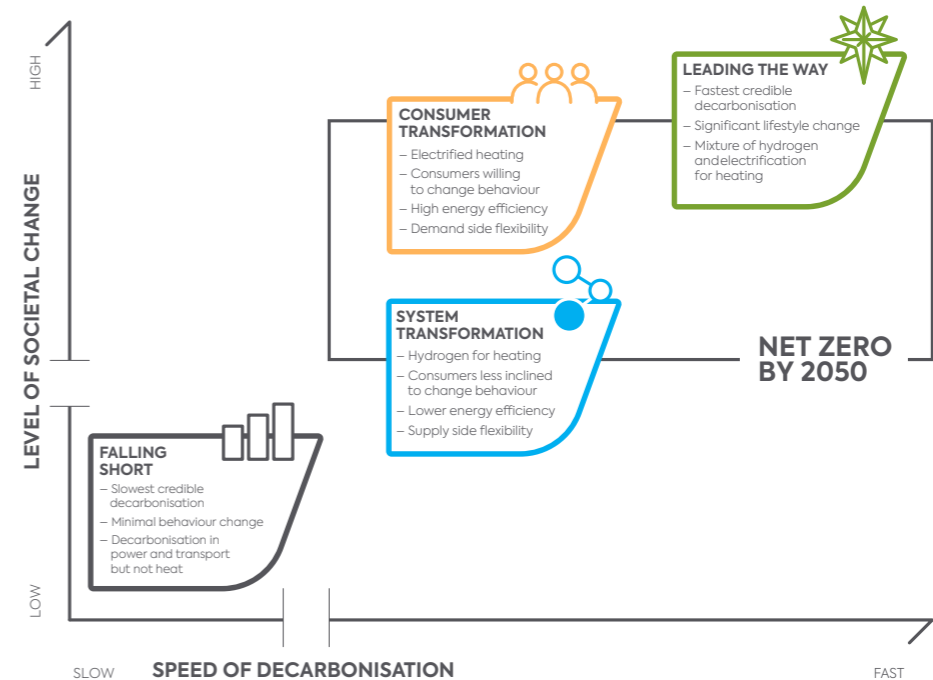 HIGH
LEVEL OF SOCIETAL CHANGE
LOW
LEADING THE WAY
– Fastest credible
decarbonisation
– Significant lifestyle change
– Mixture of hydrogen
andelectrification
for heating
CONSUMER
TRANSFORMATION
– Electrified heating
– Consumers willing
to change behaviour
– High energy efficiency
– Demand side flexibility
SYSTEM
TRANSFORMATION
– Hydrogen for heating
– Consumers less inclined
to change behaviour
– Lower energy efficiency
– Supply side flexibility
NET ZERO
BY 2050
FALLING
SHORT
– Slowest credible
decarbonisation
– Minimal behaviour change
– Decarbonisation in
power and transport
but not heat
SLOW
SPEED OF DECARBONISATION
FAST